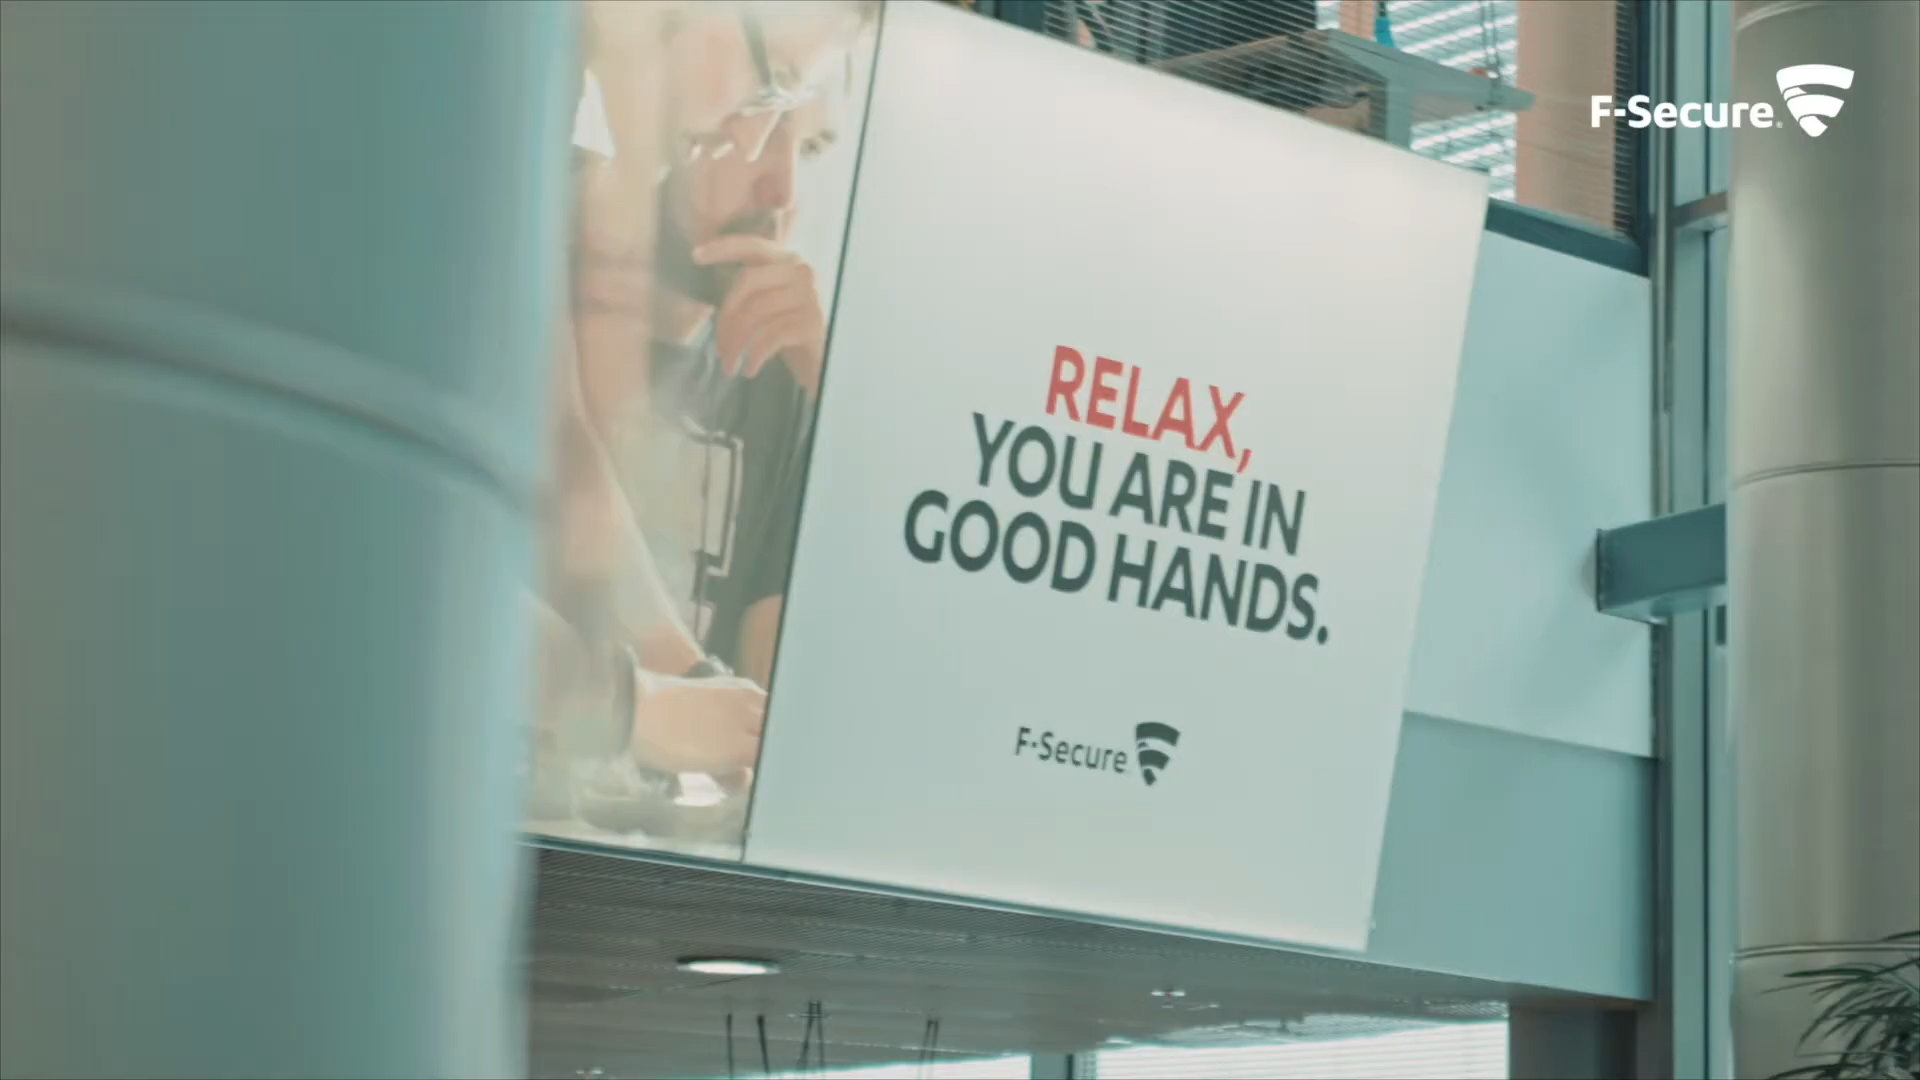 F-Secure.
RELAX,
YOU ARE IN
GOOD HANDS.
F-Secure.